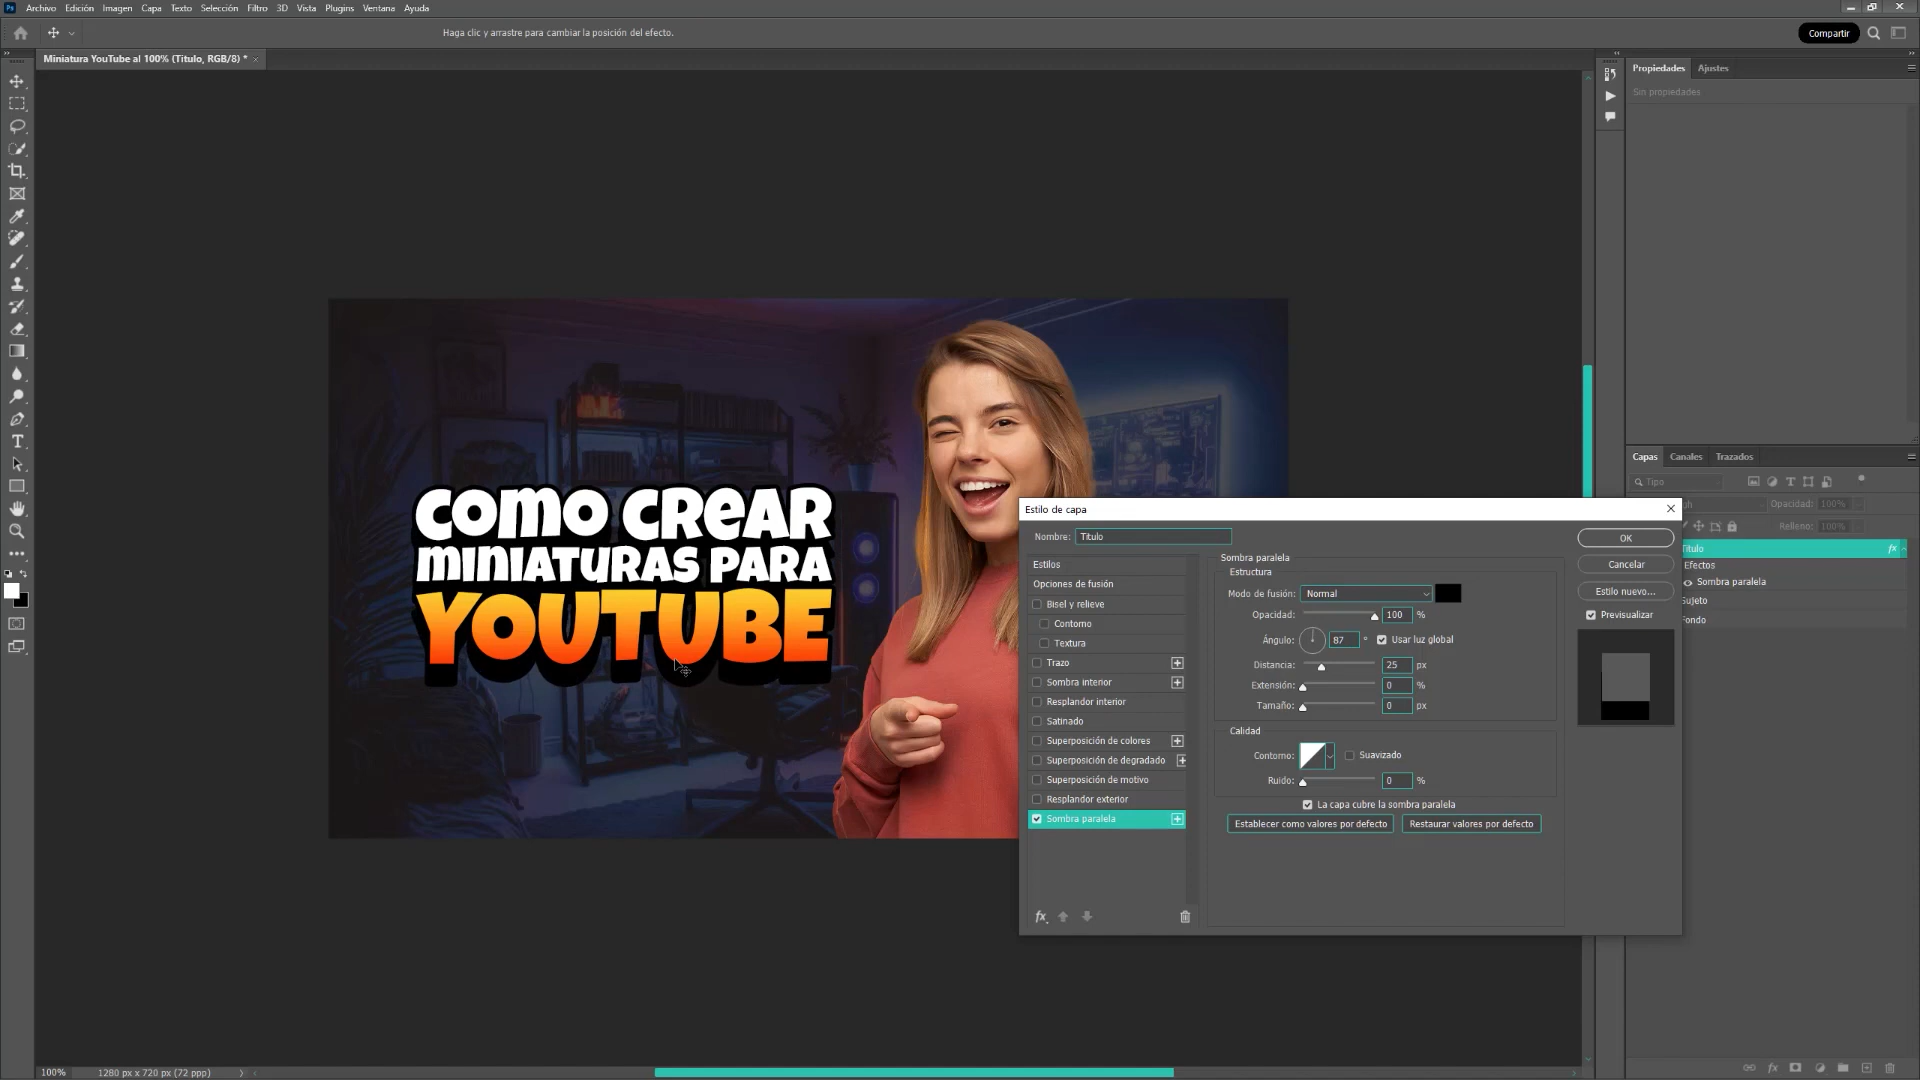 Ps Archivo Edición Imagen Capa Texto Selección Filtro 3D Vista Plugins Ventana Ayuda
Haga clic y arrastre para cambiar la posición del efecto.
Compartir
Miniatura YouTube al 100% (Titulo, RGB/8) *
Propiedades Ajustes
Sin propiedades
COMO CREAR
MINIATURAS PARA
YOUTUBE
Estilo de capa
Nombre: Titulo
Estilos
Opciones de fusión
Bisel y relieve
Contorno
Textura
Trazo
Sombra interior
Resplandor interior
Satinado
Superposición de colores
Superposición de degradado
Superposición de motivo
Resplandor exterior
Sombra paralela
fx
Sombra paralela
Estructura
Modo de fusión: Normal
Opacidad: 100 %
Ángulo: 87 ° Usar luz global
Distancia: 25 px
Extensión: 0 %
Tamaño: 0 px
Calidad
Contorno: Suavizado
Ruido: 0 %
La capa cubre la sombra paralela
Establecer como valores por defecto Restaurar valores por defecto
OK
Cancelar
Estilo nuevo...
Previsualizar
Capas Canales Trazados
Tipo
Opacidad: 100%
Relleno: 100%
Titulo fx
Efectos
Sombra paralela
Sujeto
Fondo
100% 1280 px x 720 px (72 ppp)
fx